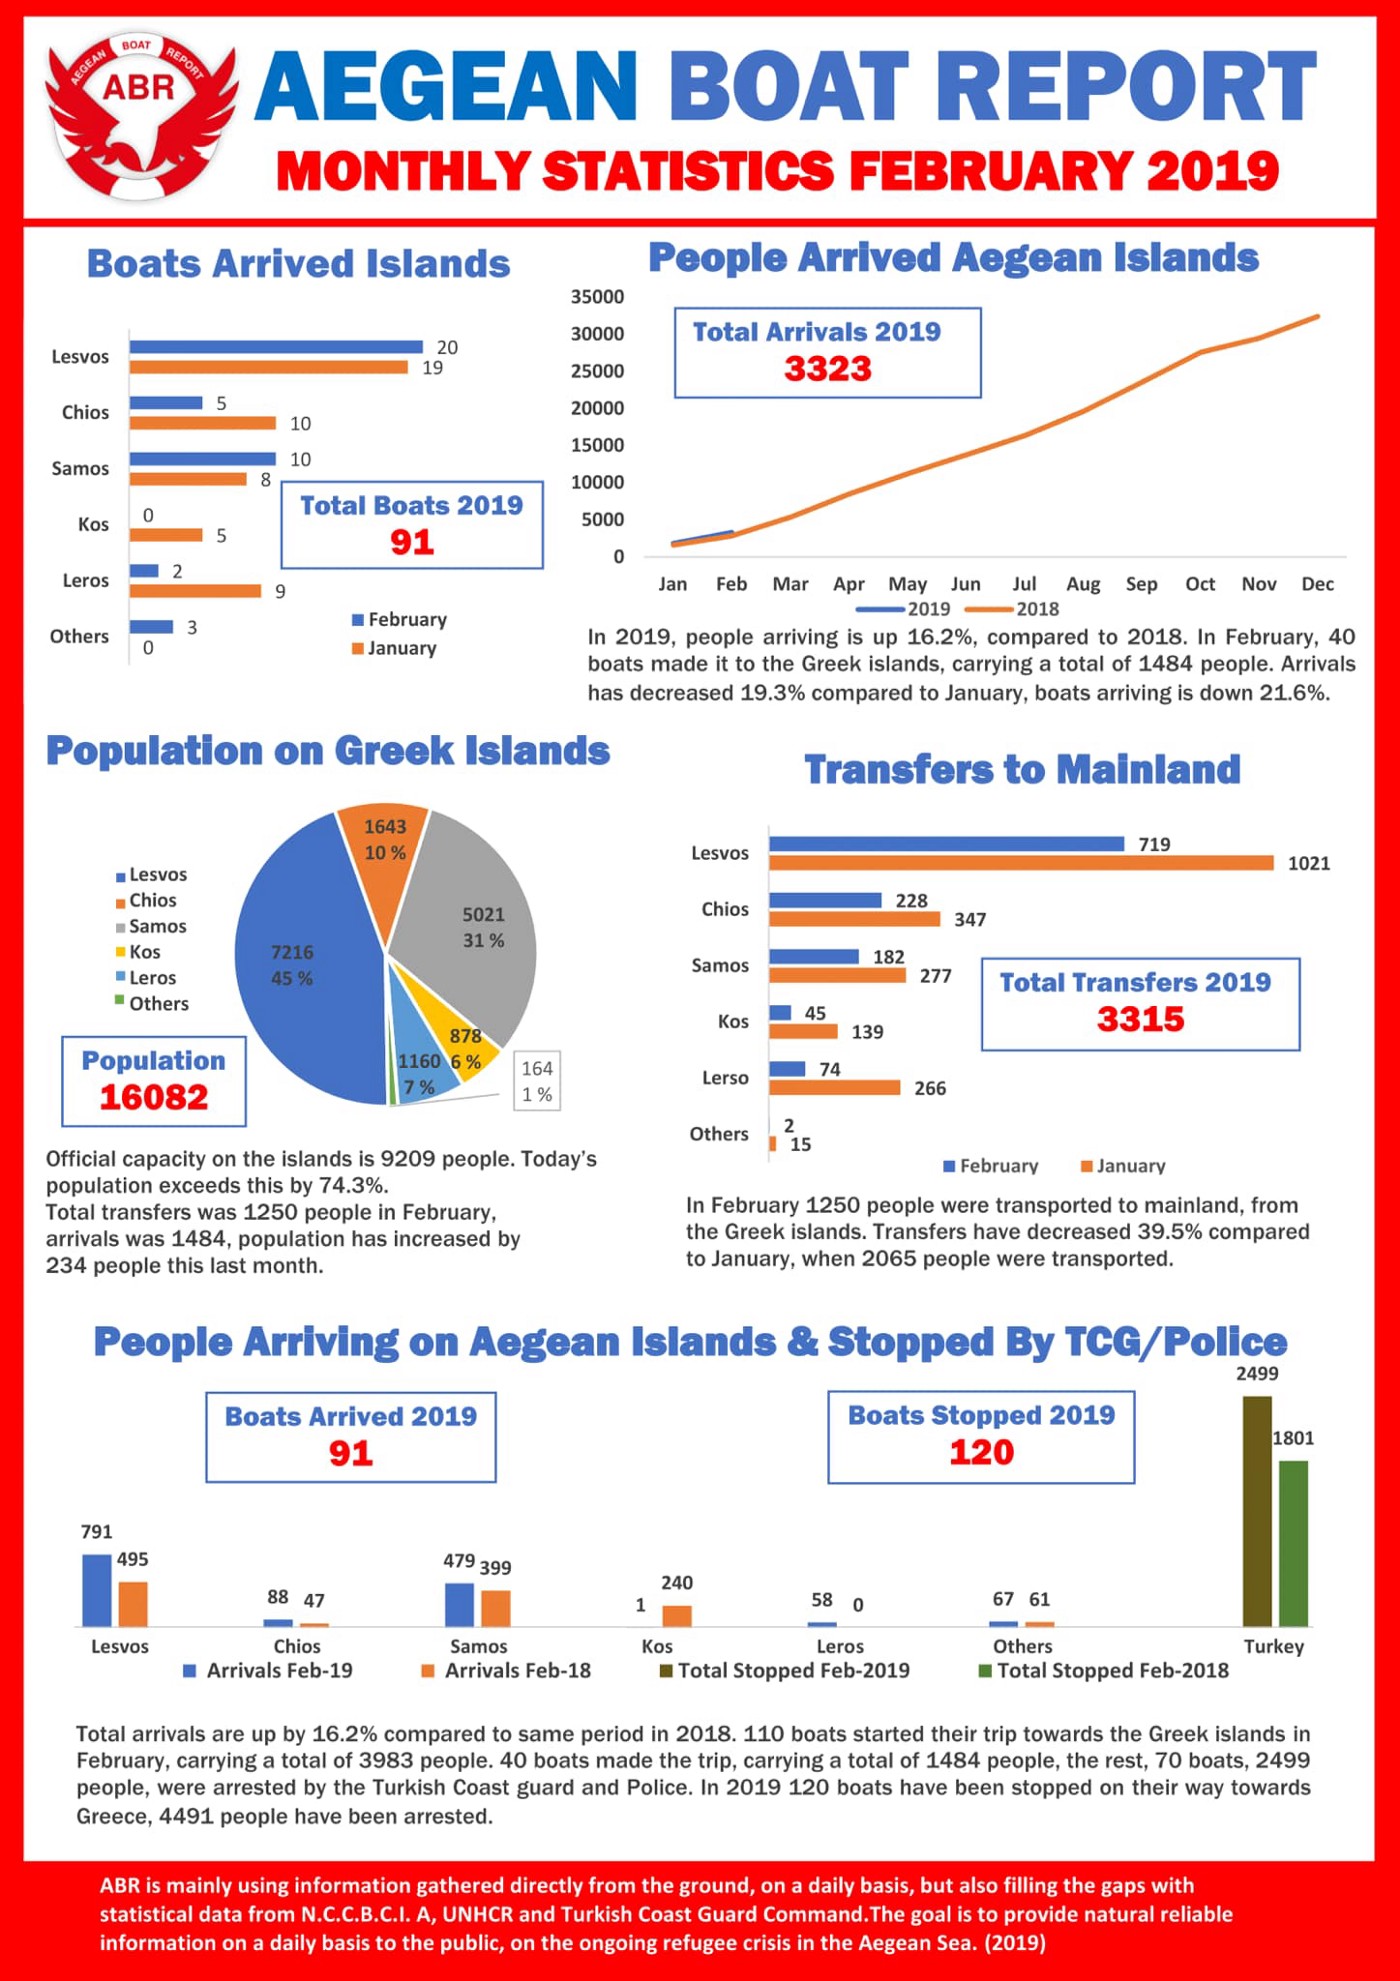 AEGEAN BOAT REPORT
ABR
AEGEAN BOAT REPORT
MONTHLY STATISTICS FEBRUARY 2019
Boats Arrived Islands
Lesvos
20
19
Chios
5
10
Samos
10
8
Kos
0
5
Leros
2
9
Others
3
0
Total Boats 2019
91
February
January
People Arrived Aegean Islands
35000
30000
25000
20000
15000
10000
5000
0
Total Arrivals 2019
3323
Jan Feb Mar Apr May Jun Jul Aug Sep Oct Nov Dec
2019 2018
In 2019, people arriving is up 16.2%, compared to 2018. In February, 40
boats made it to the Greek islands, carrying a total of 1484 people. Arrivals
has decreased 19.3% compared to January, boats arriving is down 21.6%.
Population on Greek Islands
Lesvos
Chios
Samos
Kos
Leros
Others
1643
10 %
5021
31 %
7216
45 %
878
6 %
1160
7 %
164
1 %
Population
16082
Official capacity on the islands is 9209 people. Today's
population exceeds this by 74.3%.
Total transfers was 1250 people in February,
arrivals was 1484, population has increased by
234 people this last month.
Transfers to Mainland
Lesvos
719
1021
Chios
228
347
Samos
182
277
Kos
45
139
Lerso
74
266
Others
2
15
Total Transfers 2019
3315
February January
In February 1250 people were transported to mainland, from
the Greek islands. Transfers have decreased 39.5% compared
to January, when 2065 people were transported.
People Arriving on Aegean Islands & Stopped By TCG/Police
Boats Arrived 2019
91
Boats Stopped 2019
120
2499
1801
791
495
88 47
479 399
1 240
58 0
67 61
Lesvos Chios Samos Kos Leros Others Turkey
Arrivals Feb-19 Arrivals Feb-18 Total Stopped Feb-2019 Total Stopped Feb-2018
Total arrivals are up by 16.2% compared to same period in 2018. 110 boats started their trip towards the Greek islands in
February, carrying a total of 3983 people. 40 boats made the trip, carrying a total of 1484 people, the rest, 70 boats, 2499
people, were arrested by the Turkish Coast guard and Police. In 2019 120 boats have been stopped on their way towards
Greece, 4491 people have been arrested.
ABR is mainly using information gathered directly from the ground, on a daily basis, but also filling the gaps with
statistical data from N.C.C.B.C.I. A, UNHCR and Turkish Coast Guard Command.The goal is to provide natural reliable
information on a daily basis to the public, on the ongoing refugee crisis in the Aegean Sea. (2019)